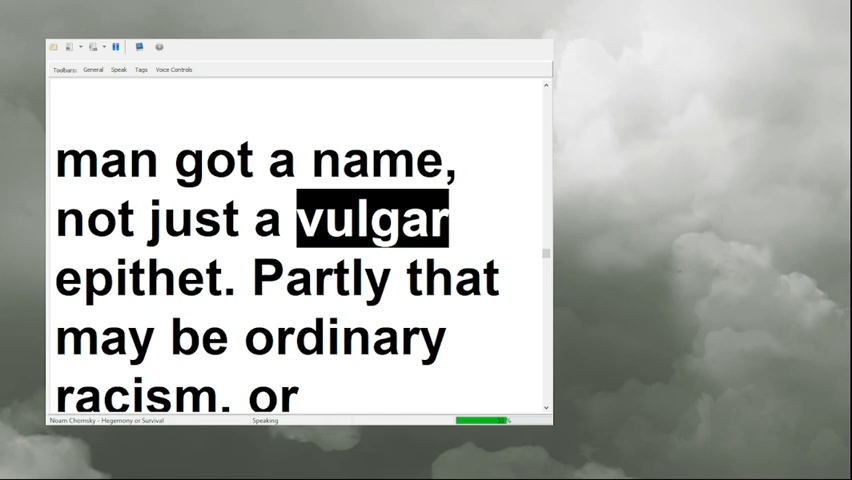 Toolbars: General Speak Tags Voice Controls
man got a name,
not just a vulgar
epithet. Partly that
may be ordinary
racism, or
Noam Chomsky - Hegemony or Survival Speaking